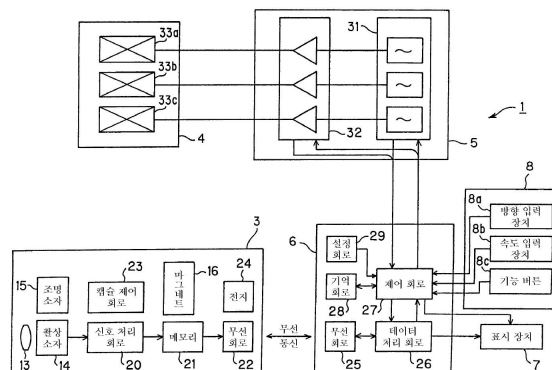 33a
33b
33c
4
31
32
5
1
8
8a
방향 입력
장치
8b
속도 입력
장치
8c
기능 버튼
3
6
설정
회로
29
15
조명
소자
23
캡슐 제어
회로
마그네트
16
24
전지
기억
회로
28
제어 회로
27
13
촬상
소자
14
신호 처리
회로
20
메모리
21
무선
회로
22
무선
통신
무선
회로
25
데이터
처리 회로
26
표시 장치
7